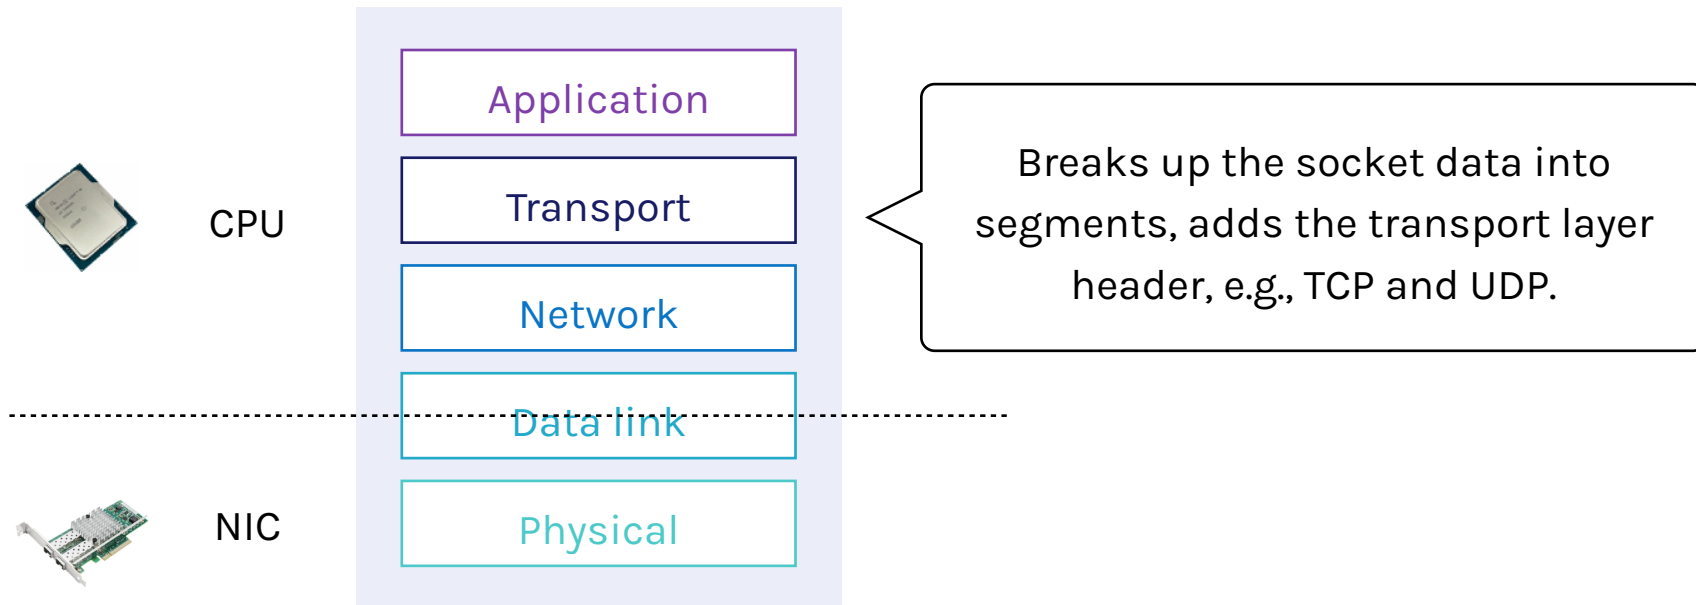 Application
Transport
Network
Data link
Physical
CPU
NIC
Breaks up the socket data into
segments, adds the transport layer
header, e.g., TCP and UDP.